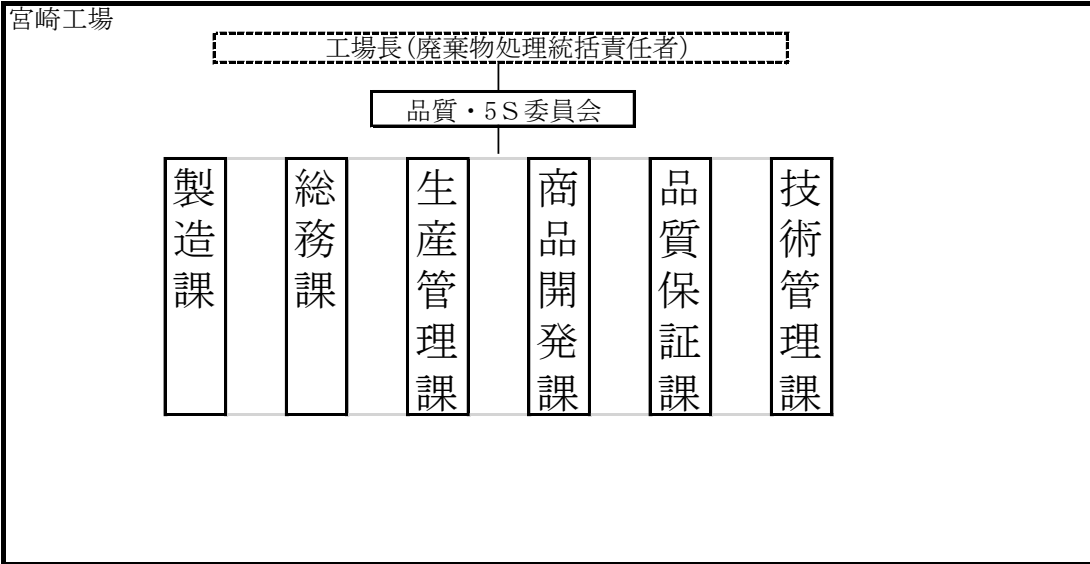 宮崎工場
工場長(廃棄物処理統括責任者)
品質・5S委員会
製造課
総務課
生産管理課
商品開発課
品質保証課
技術管理課